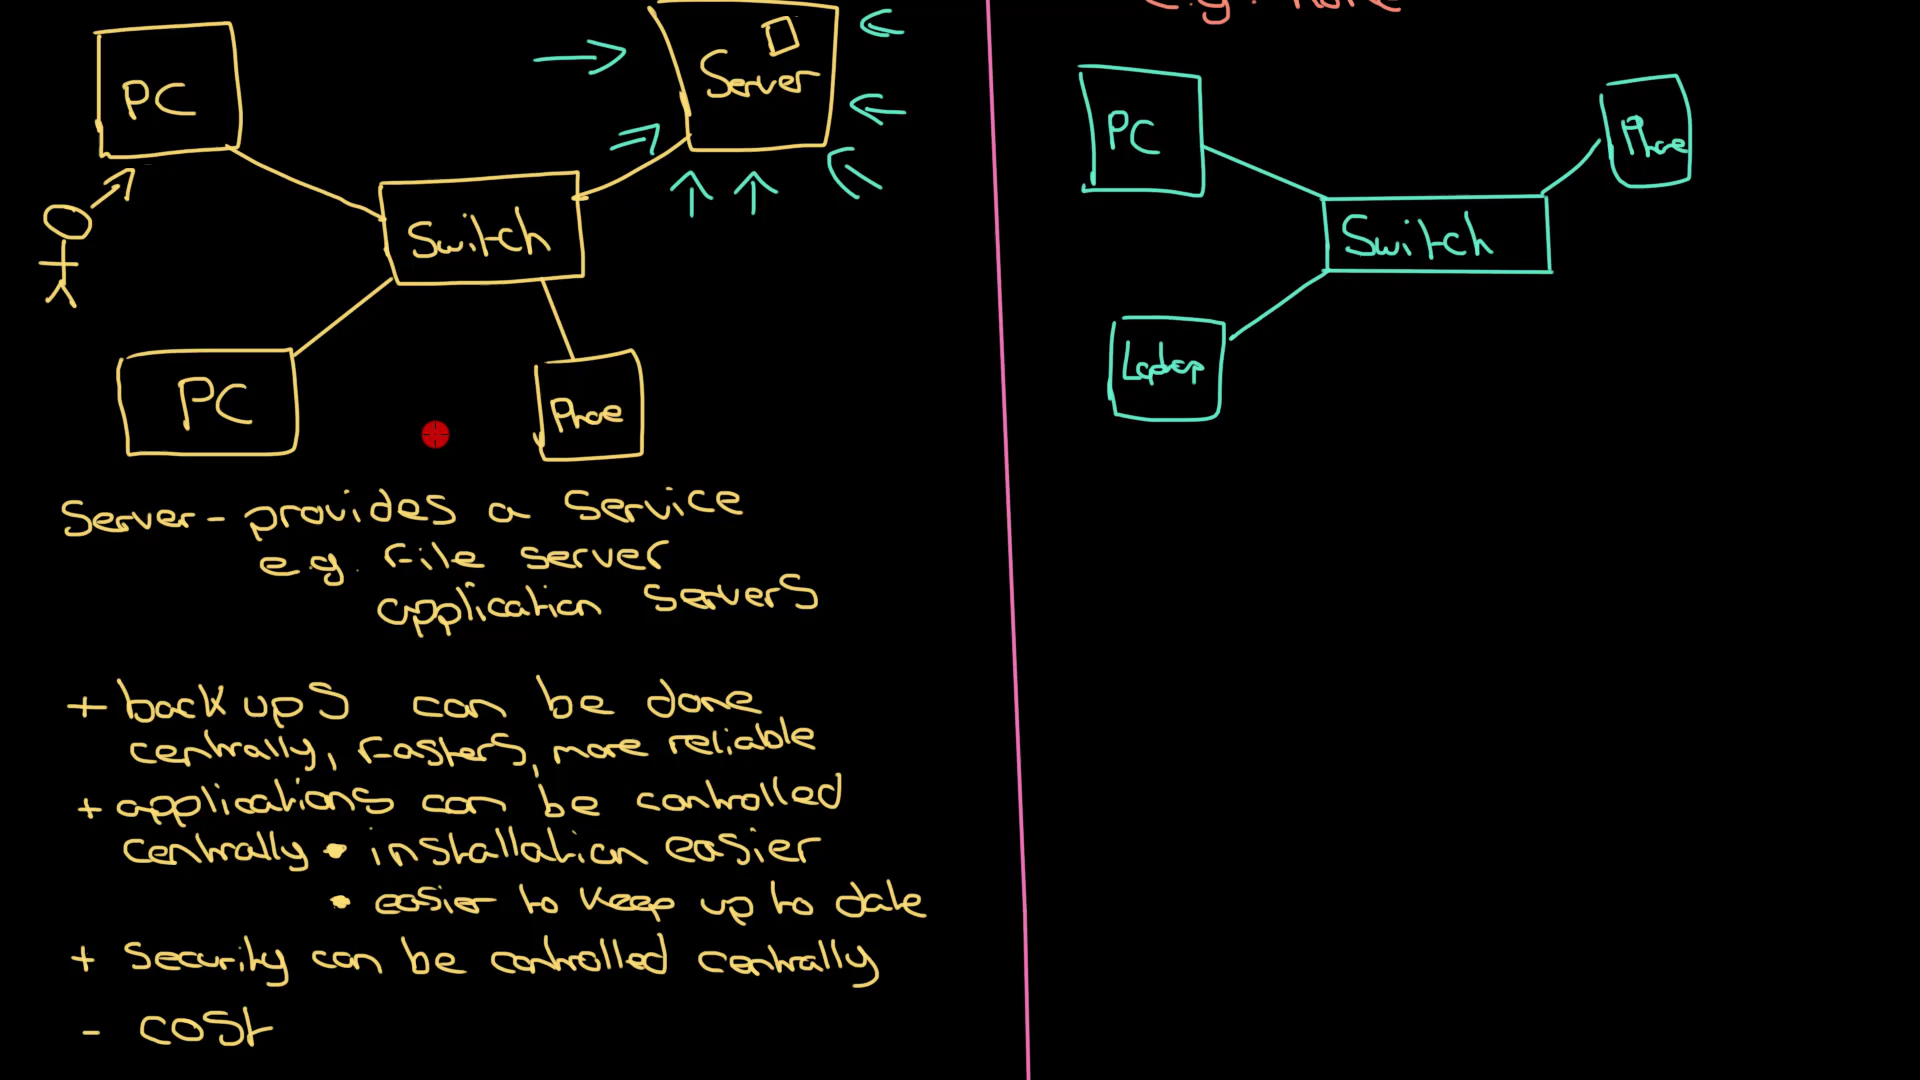 PC
Server
Switch
PC
Phone
Server - provides a service
e.g. file server
application servers
+ backups can be done
centrally, fasters, more reliable
+ applications can be controlled
centrally • installation easier
• easier to keep up to date
+ security can be controlled centrally
- cost
e.g.
PC
Phone
Switch
Laptop